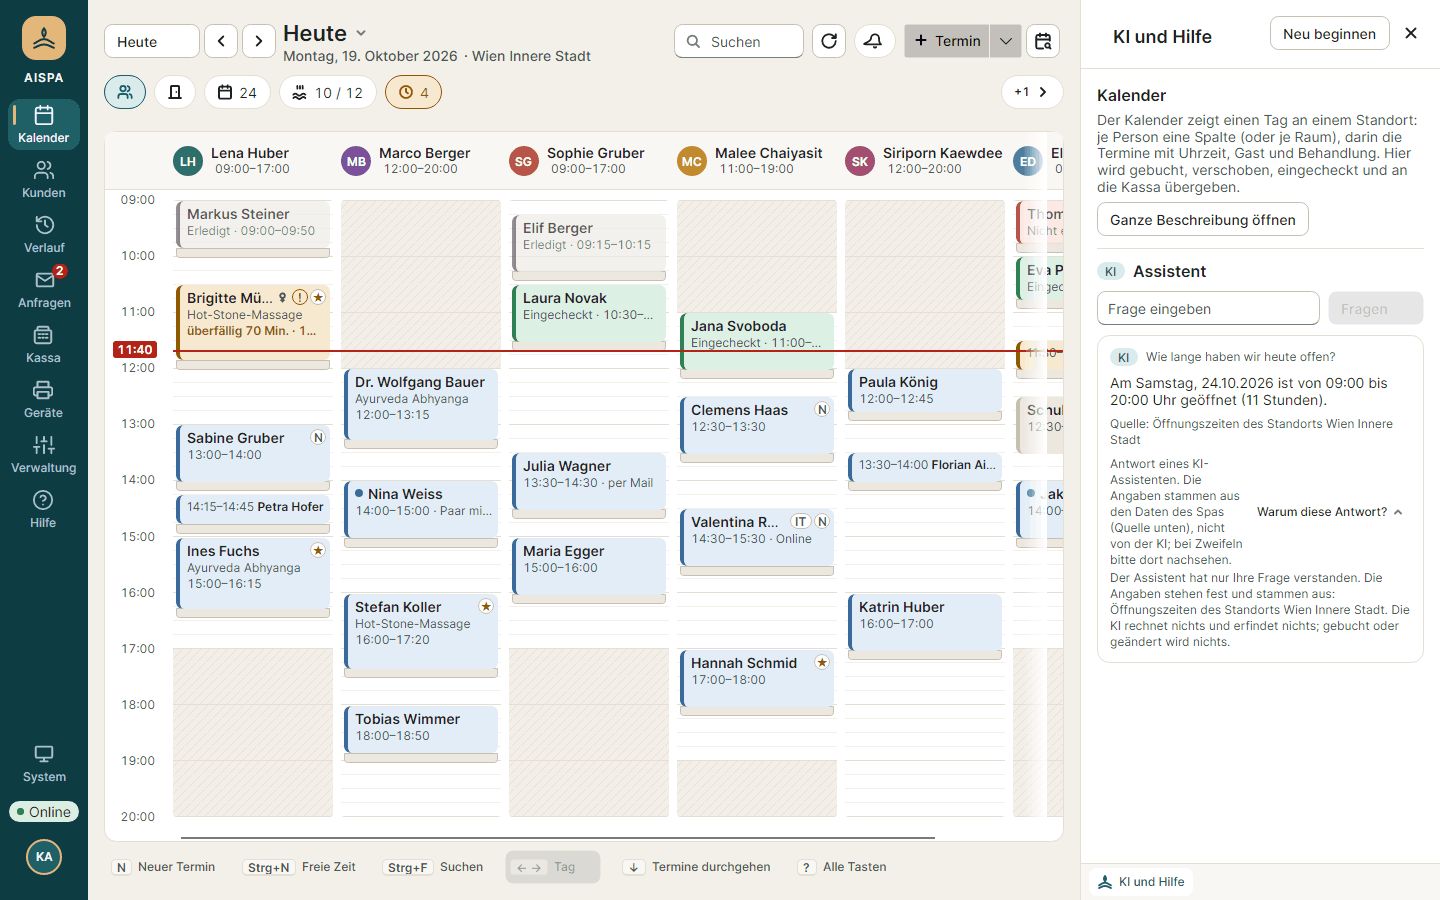 AISPA
Kalender
Kunden
Verlauf
2
Anfragen
Kassa
Geräte
Verwaltung
Hilfe
System
Online
KA
Heute
Heute
Montag, 19. Oktober 2026 · Wien Innere Stadt
Suchen
+ Termin
24
10 / 12
4
+1
LH Lena Huber
09:00–17:00
MB Marco Berger
12:00–20:00
SG Sophie Gruber
09:00–17:00
MC Malee Chaiyasit
11:00–19:00
SK Siriporn Kaewdee
12:00–20:00
ED
09:00
10:00
11:00
11:40
12:00
13:00
14:00
15:00
16:00
17:00
18:00
19:00
20:00
Markus Steiner
Erledigt · 09:00–09:50
Brigitte Mü... ! ★
Hot-Stone-Massage
überfällig 70 Min. · 1...
Sabine Gruber N
13:00–14:00
14:15–14:45 Petra Hofer
Ines Fuchs ★
Ayurveda Abhyanga
15:00–16:15
Dr. Wolfgang Bauer
Ayurveda Abhyanga
12:00–13:15
Nina Weiss
14:00–15:00 · Paar mi...
Stefan Koller ★
Hot-Stone-Massage
16:00–17:20
Tobias Wimmer
18:00–18:50
Elif Berger
Erledigt · 09:15–10:15
Laura Novak
Eingecheckt · 10:30–...
Julia Wagner
13:30–14:30 · per Mail
Maria Egger
15:00–16:00
Jana Svoboda
Eingecheckt · 11:00–...
Clemens Haas N
12:30–13:30
Valentina R... IT N
14:30–15:30 · Online
Hannah Schmid ★
17:00–18:00
Paula König
12:00–12:45
13:30–14:00 Florian Ai...
Katrin Huber
16:00–17:00
Eva P
N Neuer Termin
Strg+N Freie Zeit
Strg+F Suchen
← → Tag
↓ Termine durchgehen
? Alle Tasten
KI und Hilfe
Neu beginnen
Kalender
Der Kalender zeigt einen Tag an einem Standort:
je Person eine Spalte (oder je Raum), darin die
Termine mit Uhrzeit, Gast und Behandlung. Hier
wird gebucht, verschoben, eingecheckt und an
die Kassa übergeben.
Ganze Beschreibung öffnen
KI Assistent
Frage eingeben
Fragen
KI Wie lange haben wir heute offen?
Am Samstag, 24.10.2026 ist von 09:00 bis
20:00 Uhr geöffnet (11 Stunden).
Quelle: Öffnungszeiten des Standorts Wien Innere
Stadt
Antwort eines KI-
Assistenten. Die
Angaben stammen aus
den Daten des Spas
(Quelle unten), nicht
von der KI; bei Zweifeln
bitte dort nachsehen.
Warum diese Antwort?
Der Assistent hat nur Ihre Frage verstanden. Die
Angaben stehen fest und stammen aus:
Öffnungszeiten des Standorts Wien Innere Stadt. Die
KI rechnet nichts und erfindet nichts; gebucht oder
geändert wird nichts.
KI und Hilfe